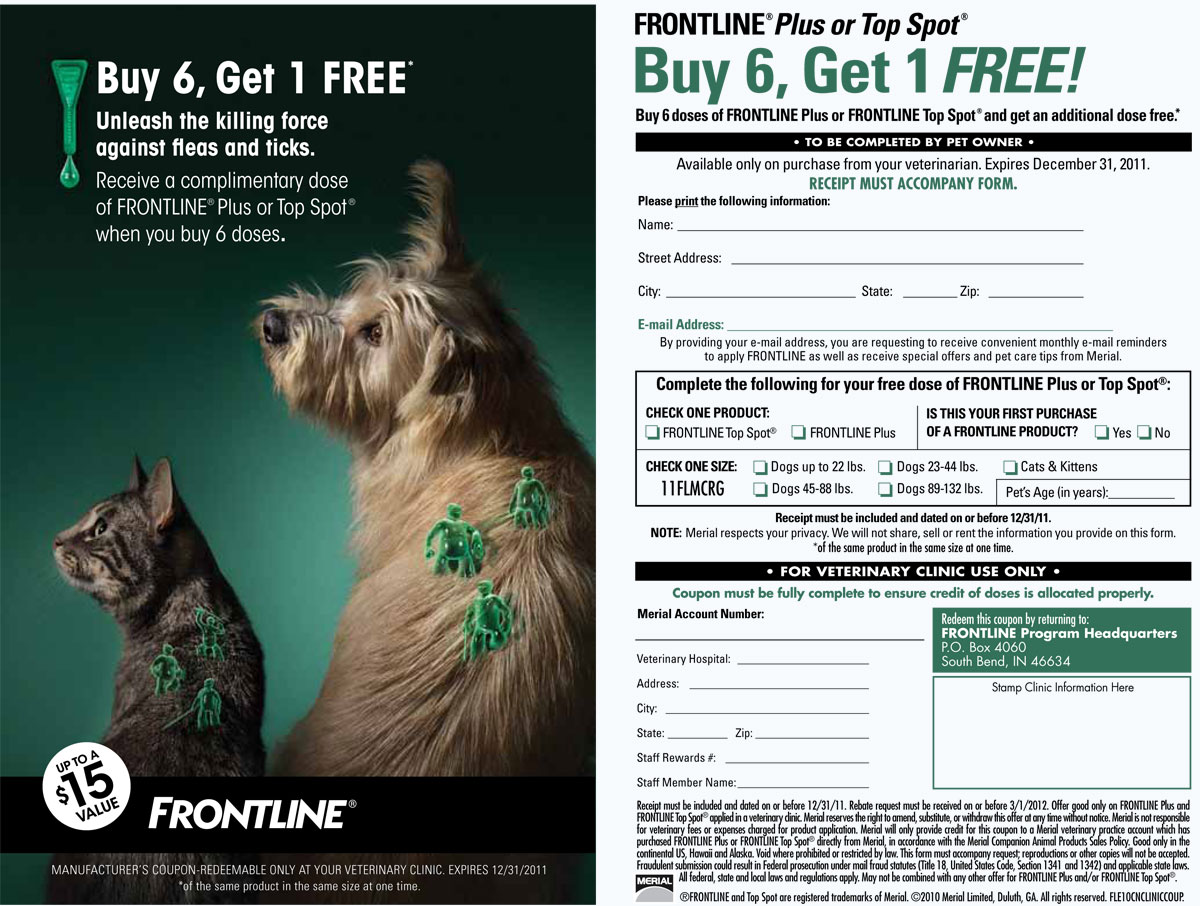 Buy 6, Get 1 FREE*
Unleash the killing force
against fleas and ticks.
Receive a complimentary dose
of FRONTLINE® Plus or Top Spot®
when you buy 6 doses.
UP TO A
$15
VALUE
FRONTLINE®
MANUFACTURER'S COUPON-REDEEMABLE ONLY AT YOUR VETERINARY CLINIC. EXPIRES 12/31/2011
*of the same product in the same size at one time.
FRONTLINE® Plus or Top Spot®
Buy 6, Get 1 FREE!
Buy 6 doses of FRONTLINE Plus or FRONTLINE Top Spot® and get an additional dose free.*
• TO BE COMPLETED BY PET OWNER •
Available only on purchase from your veterinarian. Expires December 31, 2011.
RECEIPT MUST ACCOMPANY FORM.
Please print the following information:
Name:
Street Address:
City: State: Zip:
E-mail Address:
By providing your e-mail address, you are requesting to receive convenient monthly e-mail reminders
to apply FRONTLINE as well as receive special offers and pet care tips from Merial.
Complete the following for your free dose of FRONTLINE Plus or Top Spot®:
CHECK ONE PRODUCT:
FRONTLINE Top Spot® FRONTLINE Plus
IS THIS YOUR FIRST PURCHASE
OF A FRONTLINE PRODUCT? Yes No
CHECK ONE SIZE: Dogs up to 22 lbs. Dogs 23-44 lbs. Cats & Kittens
11FLMCRG Dogs 45-88 lbs. Dogs 89-132 lbs. Pet's Age (in years):
Receipt must be included and dated on or before 12/31/11.
NOTE: Merial respects your privacy. We will not share, sell or rent the information you provide on this form.
*of the same product in the same size at one time.
• FOR VETERINARY CLINIC USE ONLY •
Coupon must be fully complete to ensure credit of doses is allocated properly.
Merial Account Number:
Veterinary Hospital:
Address:
City:
State: Zip:
Staff Rewards #:
Staff Member Name:
Redeem this coupon by returning to:
FRONTLINE Program Headquarters
P.O. Box 4060
South Bend, IN 46634
Stamp Clinic Information Here
Receipt must be included and dated on or before 12/31/11. Rebate request must be received on or before 3/1/2012. Offer good only on FRONTLINE Plus and
FRONTLINE Top Spot® applied in a veterinary clinic. Merial reserves the right to amend, substitute, or withdraw this offer at any time without notice. Merial is not responsible
for veterinary fees or expenses charged for product application. Merial will only provide credit for this coupon to a Merial veterinary practice account which has
purchased FRONTLINE Plus or FRONTLINE Top Spot® directly from Merial, in accordance with the Merial Companion Animal Products Sales Policy. Good only in the
continental US, Hawaii and Alaska. Void where prohibited or restricted by law. This form must accompany request; reproductions or other copies will not be accepted.
Fraudulent submission could result in Federal prosecution under mail fraud statutes (Title 18, United States Code, Section 1341 and 1342) and applicable state laws.
All federal, state and local laws and regulations apply. May not be combined with any other offer for FRONTLINE Plus and/or FRONTLINE Top Spot®.
MERIAL
®FRONTLINE and Top Spot are registered trademarks of Merial. ©2010 Merial Limited, Duluth, GA. All rights reserved. FLE10CNCLINICCOUP.